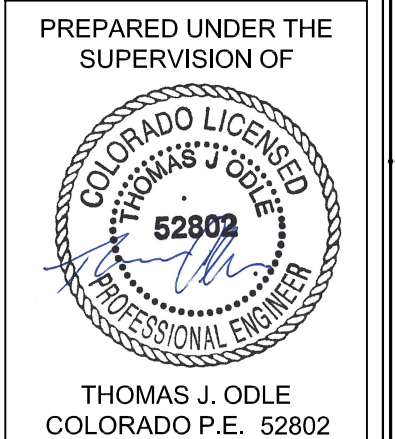 PREPARED UNDER THE
SUPERVISION OF
COLORADO LICENSED
THOMAS J ODLE
52802
PROFESSIONAL ENGINEER
THOMAS J. ODLE
COLORADO P.E. 52802